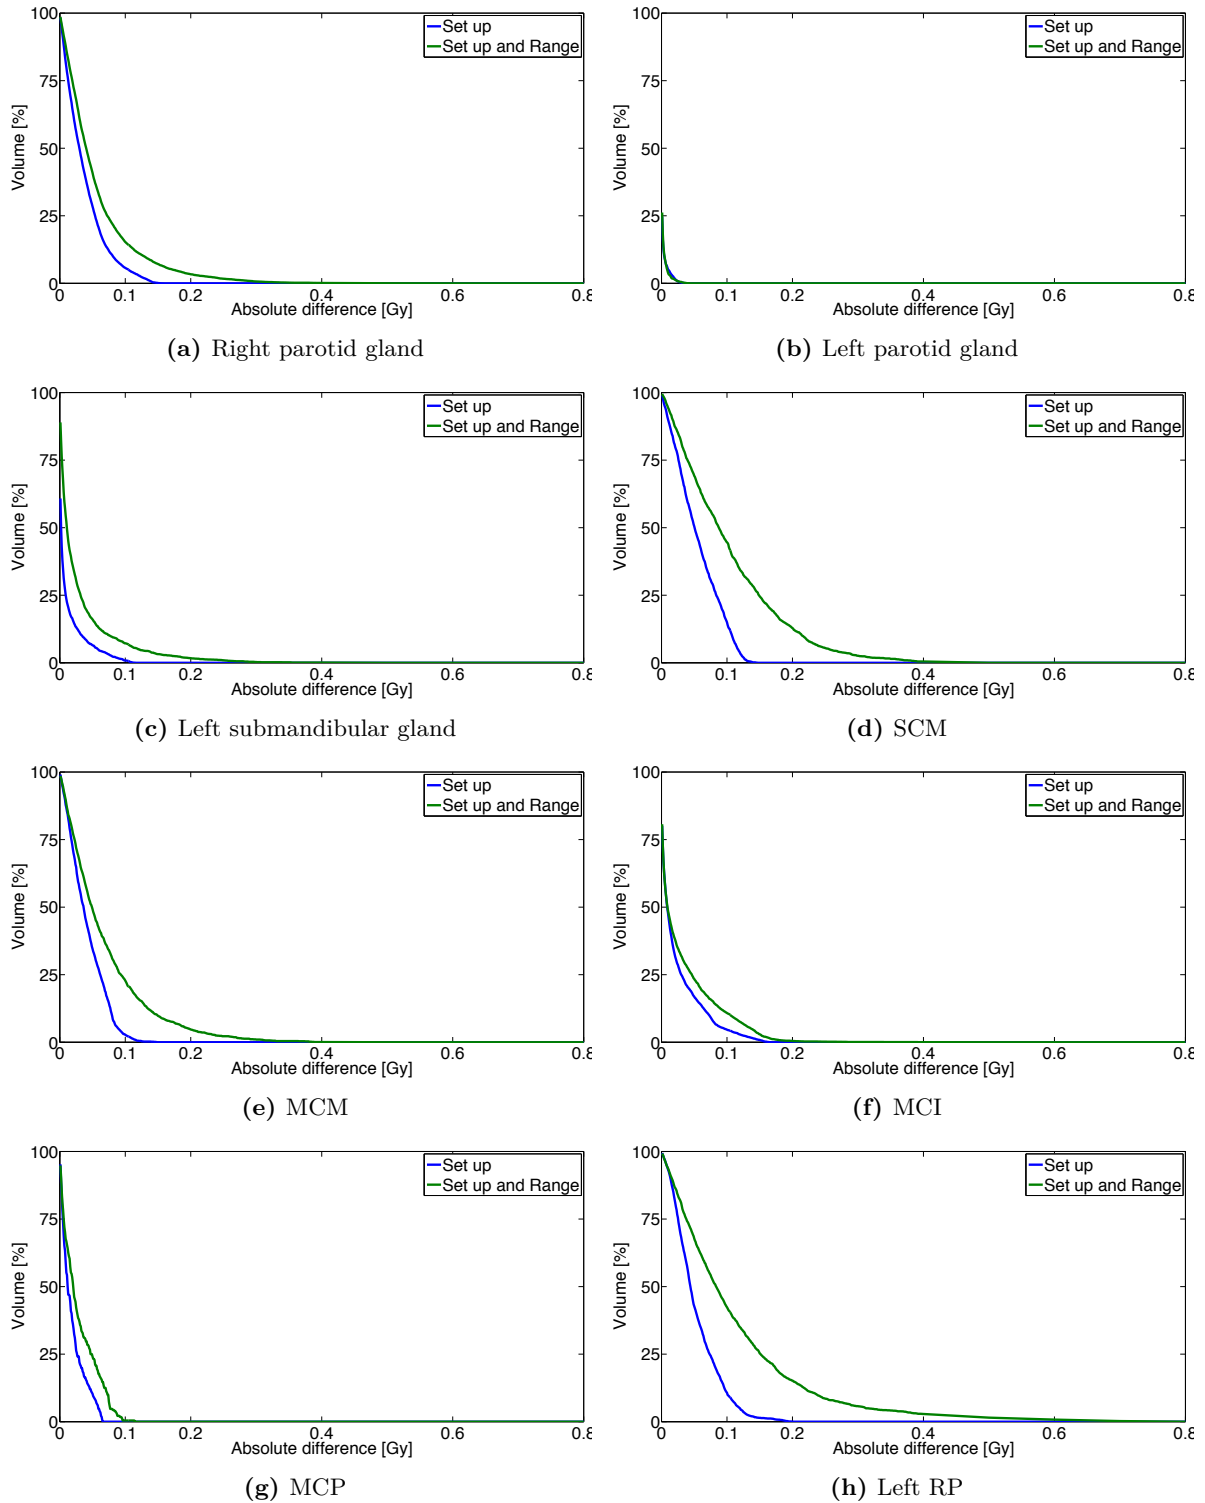 100
75
50
25
0
Volume [%]
Set up
Set up and Range
0 0.1 0.2 0.4 0.6 0.8
Absolute difference [Gy]
(a) Right parotid gland
100
75
50
25
0
Volume [%]
Set up
Set up and Range
0 0.1 0.2 0.4 0.6 0.8
Absolute difference [Gy]
(b) Left parotid gland
100
75
50
25
0
Volume [%]
Set up
Set up and Range
0 0.1 0.2 0.4 0.6 0.8
Absolute difference [Gy]
(c) Left submandibular gland
100
75
50
25
0
Volume [%]
Set up
Set up and Range
0 0.1 0.2 0.4 0.6 0.8
Absolute difference [Gy]
(d) SCM
100
75
50
25
0
Volume [%]
Set up
Set up and Range
0 0.1 0.2 0.4 0.6 0.8
Absolute difference [Gy]
(e) MCM
100
75
50
25
0
Volume [%]
Set up
Set up and Range
0 0.1 0.2 0.4 0.6 0.8
Absolute difference [Gy]
(f) MCI
100
75
50
25
0
Volume [%]
Set up
Set up and Range
0 0.1 0.2 0.4 0.6 0.8
Absolute difference [Gy]
(g) MCP
100
75
50
25
0
Volume [%]
Set up
Set up and Range
0 0.1 0.2 0.4 0.6 0.8
Absolute difference [Gy]
(h) Left RP